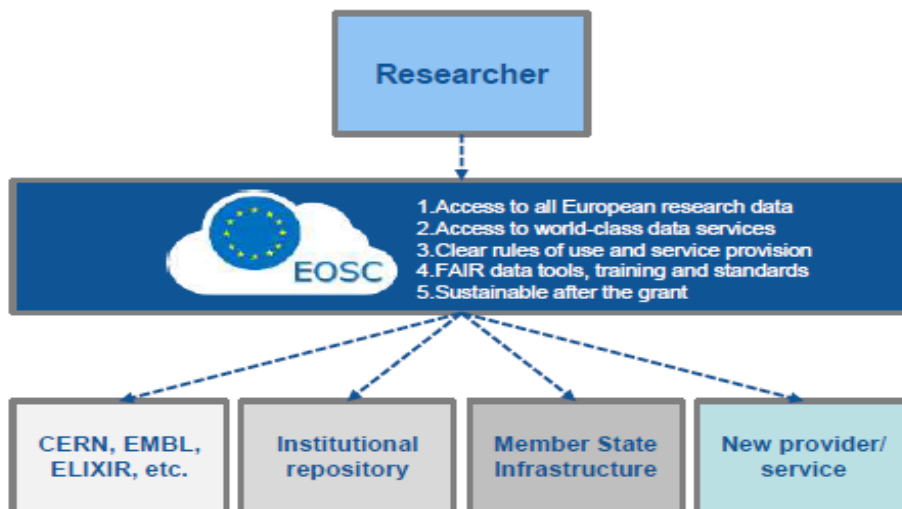 Researcher
EOSC
1.Access to all European research data
2.Access to world-class data services
3.Clear rules of use and service provision
4.FAIR data tools, training and standards
5.Sustainable after the grant
CERN, EMBL,
ELIXIR, etc.
Institutional
repository
Member State
Infrastructure
New provider/
service